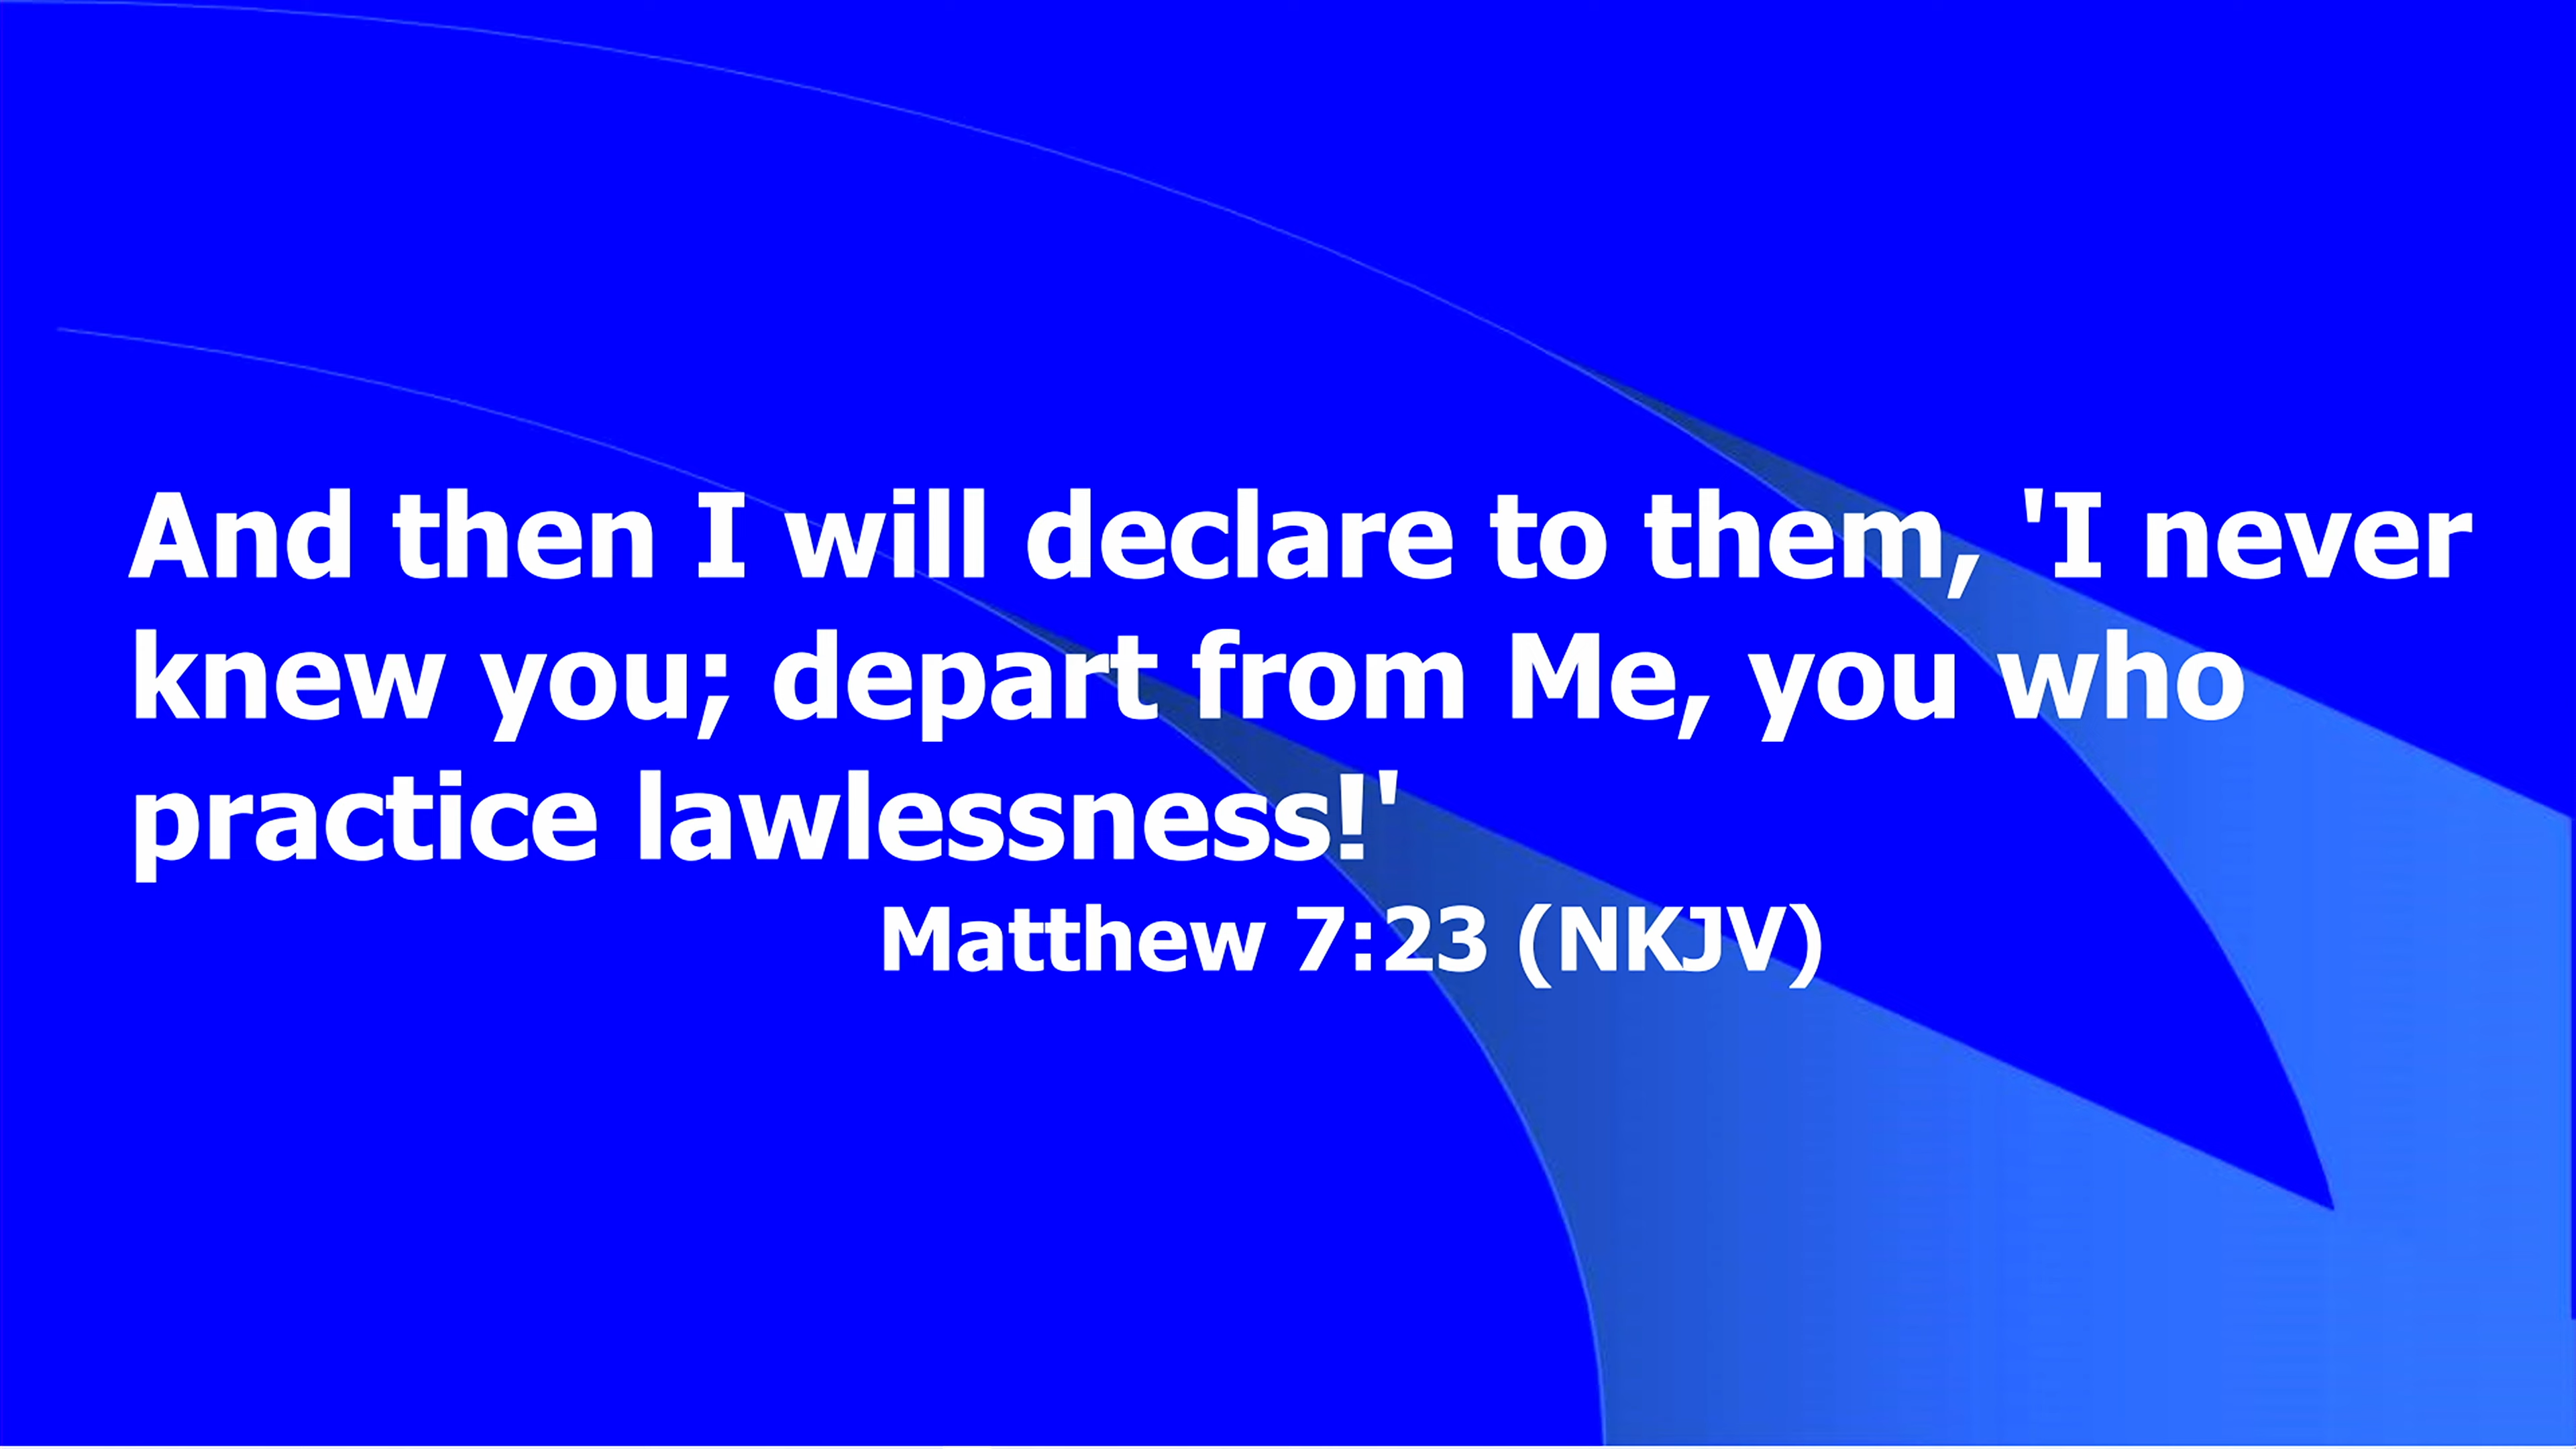 And then I will declare to them, 'I never
knew you; depart from Me, you who
practice lawlessness!'
Matthew 7:23 (NKJV)